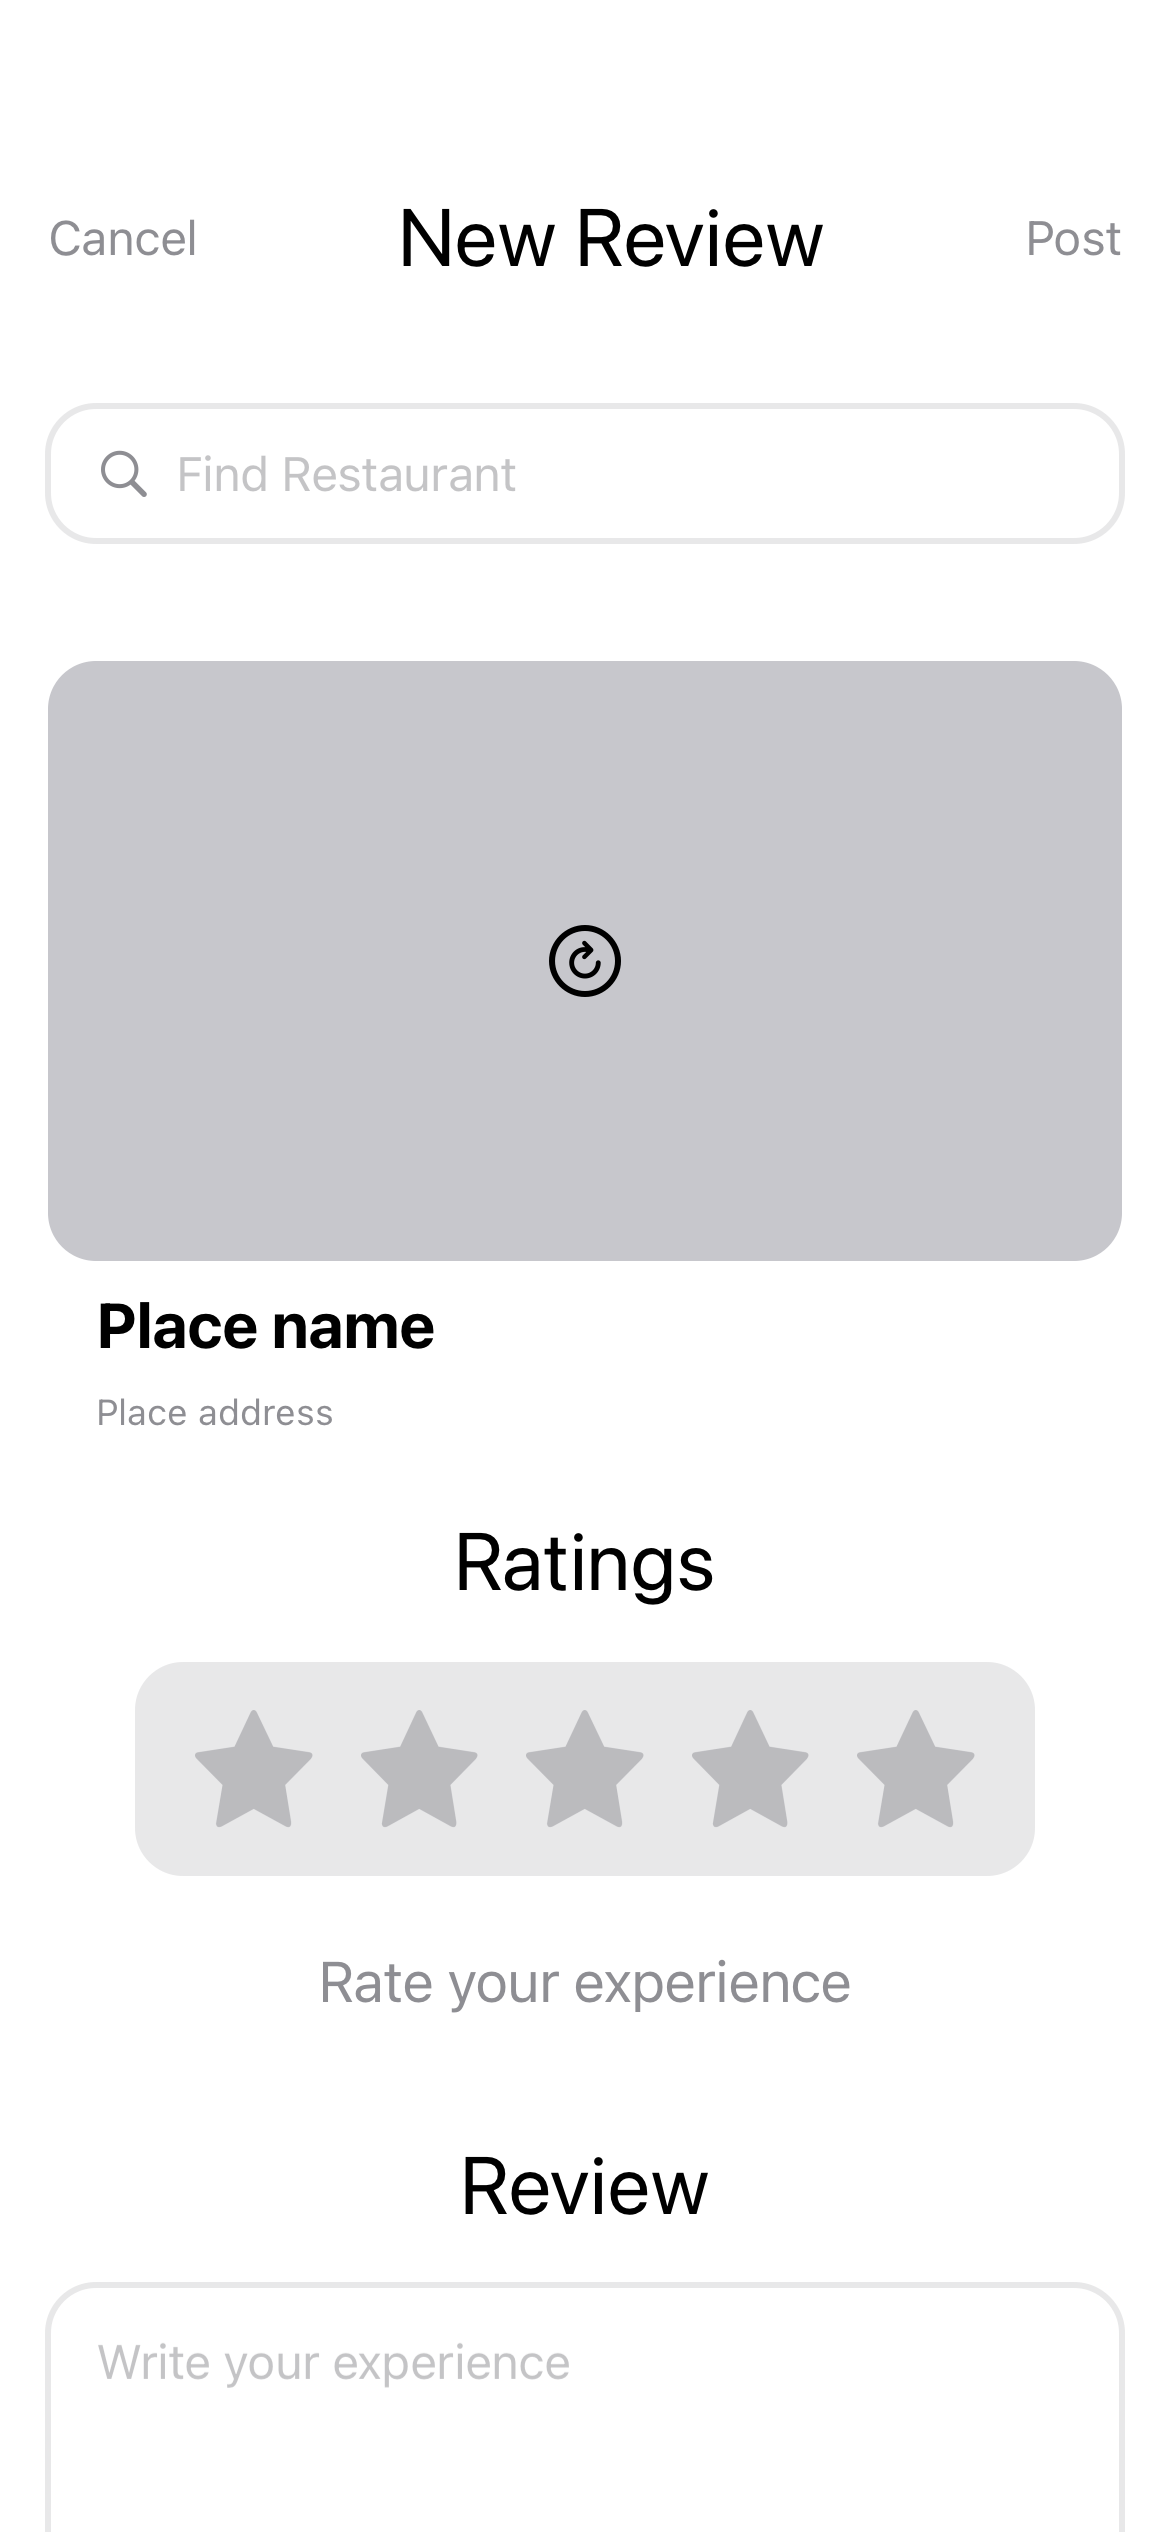 Cancel New Review Post
Find Restaurant
Place name
Place address
Ratings
Rate your experience
Review
Write your experience